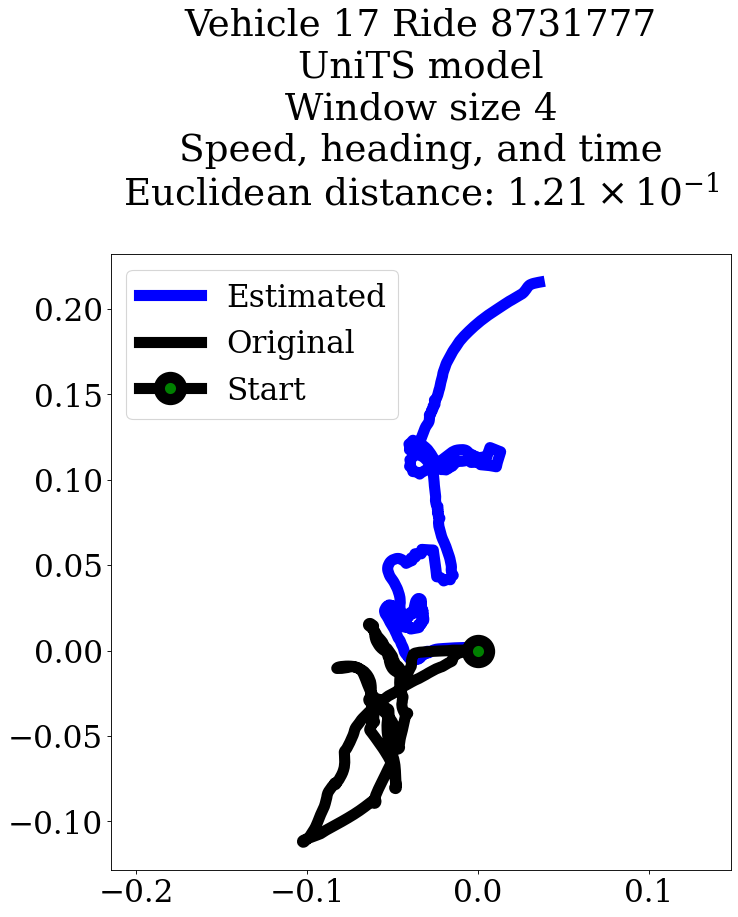 Vehicle 17 Ride 8731777
UniTS model
Window size 4
Speed, heading, and time
Euclidean distance: 1.21 × 10⁻¹
Estimated
Original
Start
0.20
0.15
0.10
0.05
0.00
−0.05
−0.10
−0.2 −0.1 0.0 0.1